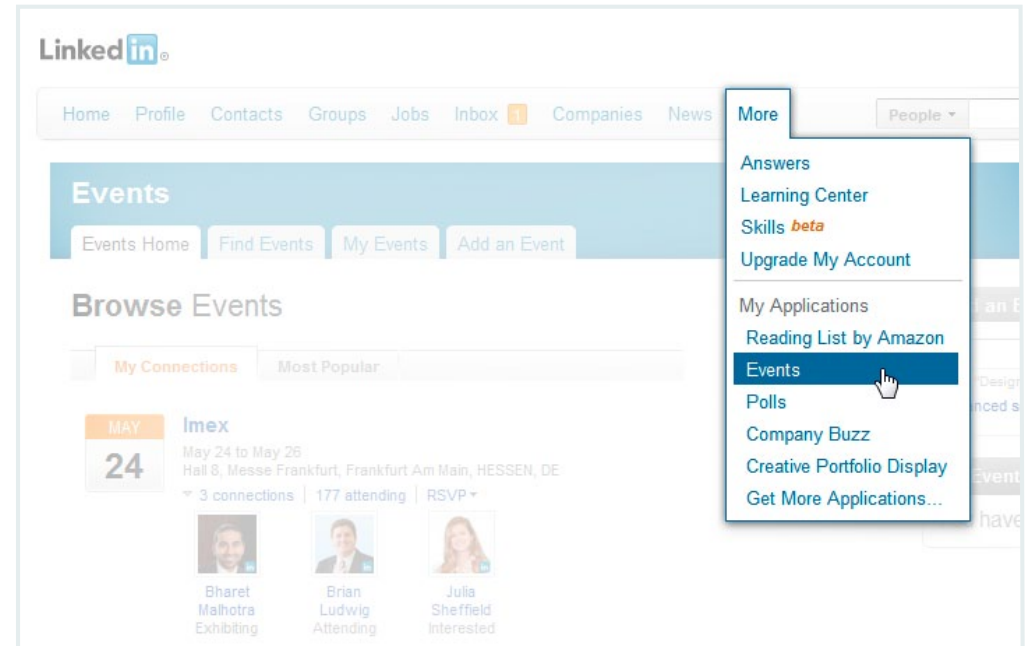 Linked in ®
Home Profile Contacts Groups Jobs Inbox 1 Companies News More People
Answers
Learning Center
Skills beta
Upgrade My Account
My Applications
Reading List by Amazon
Events
Polls
Company Buzz
Creative Portfolio Display
Get More Applications...
Events
Events Home Find Events My Events Add an Event
Browse Events
My Connections Most Popular
MAY
24
Imex
May 24 to May 26
Hall 8, Messe Frankfurt, Frankfurt Am Main, HESSEN, DE
3 connections 177 attending RSVP
Bharet
Malhotra
Exhibiting
Brian
Ludwig
Attending
Julia
Sheffield
Interested
an
Event
have